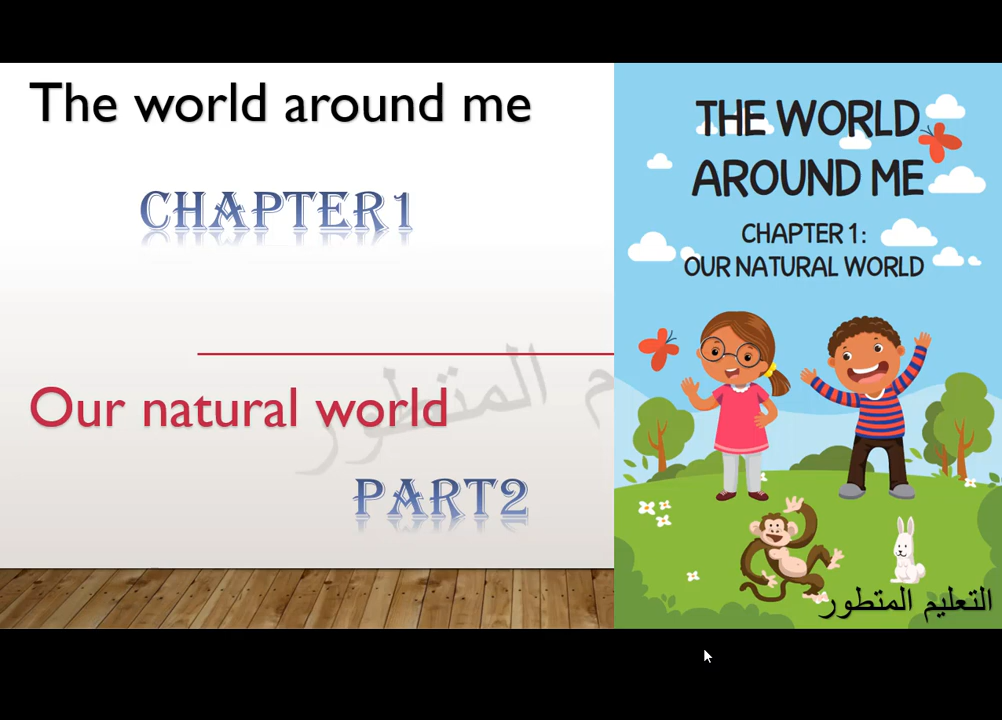 The world around me
CHAPTER1
Our natural world
PART2
THE WORLD
AROUND ME
CHAPTER 1:
OUR NATURAL WORLD
التعليم المتطور